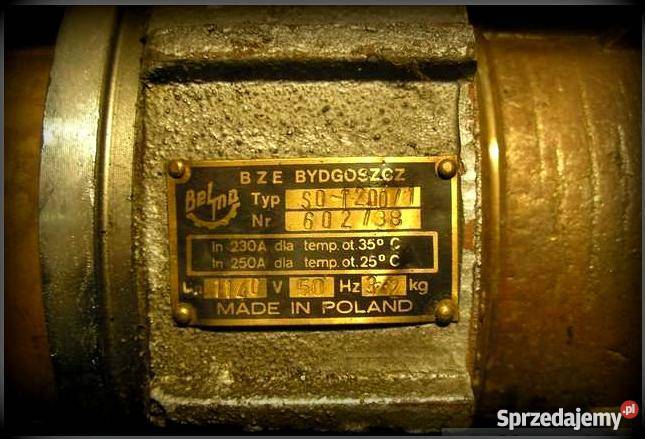 BZE BYDGOSZCZ
Belma
Typ SO-1200/1
Nr 602/38
In 230A dla temp.ot.35° C
In 250A dla temp.ot.25° C
Un 1140 V 50 Hz kg
MADE IN POLAND
Sprzedajemy.pl